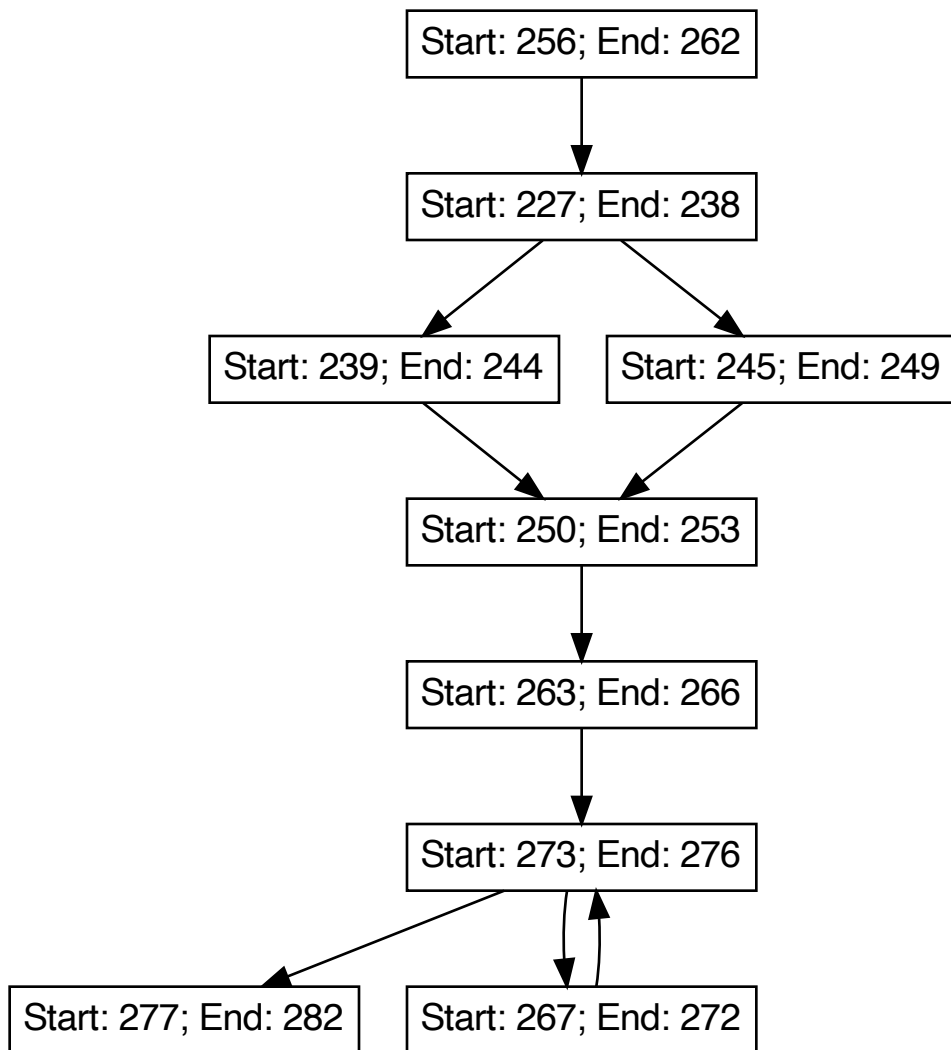 Start: 256; End: 262
Start: 227; End: 238
Start: 239; End: 244
Start: 245; End: 249
Start: 250; End: 253
Start: 263; End: 266
Start: 273; End: 276
Start: 277; End: 282
Start: 267; End: 272